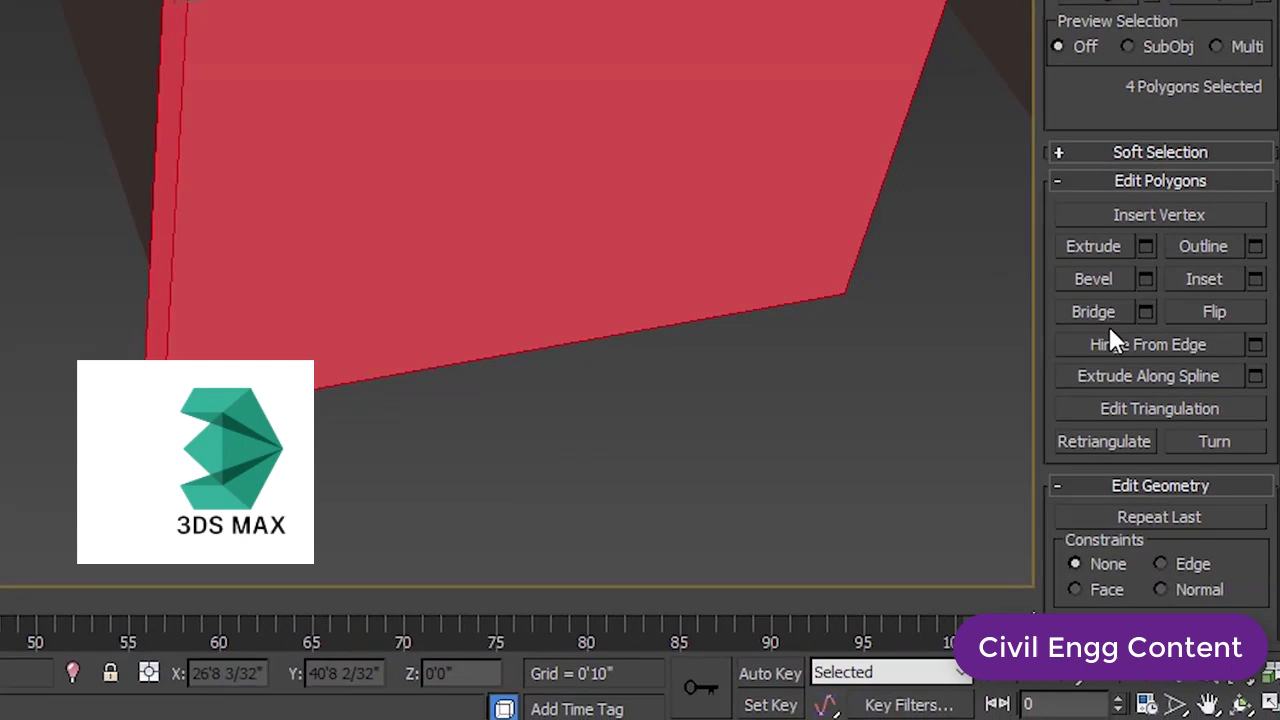 Preview Selection
Off SubObj Multi
4 Polygons Selected
+ Soft Selection
- Edit Polygons
Insert Vertex
Extrude Outline
Bevel Inset
Bridge Flip
From Edge
Extrude Along Spline
Edit Triangulation
Retriangulate Turn
- Edit Geometry
Repeat Last
Constraints
None Edge
Face Normal
3DS MAX
50 55 60 65 70 75 80 85 90 95
Civil Engg Content
X: 26'8 3/32" Y: 40'8 2/32" Z: 0'0" Grid = 0'10" Auto Key Selected
Add Time Tag Set Key Key Filters... 0